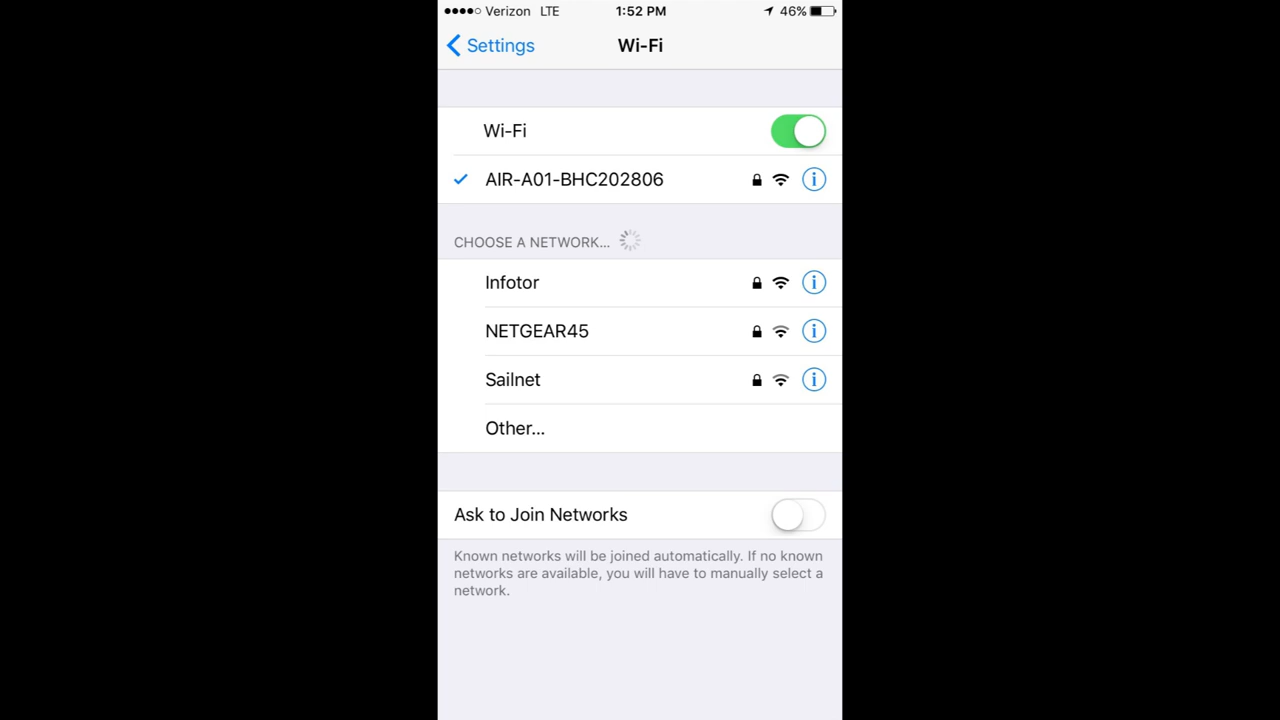 Verizon LTE 1:52 PM 46%
Settings Wi-Fi
Wi-Fi
AIR-A01-BHC202806
CHOOSE A NETWORK...
Infotor
NETGEAR45
Sailnet
Other...
Ask to Join Networks
Known networks will be joined automatically. If no known
networks are available, you will have to manually select a
network.